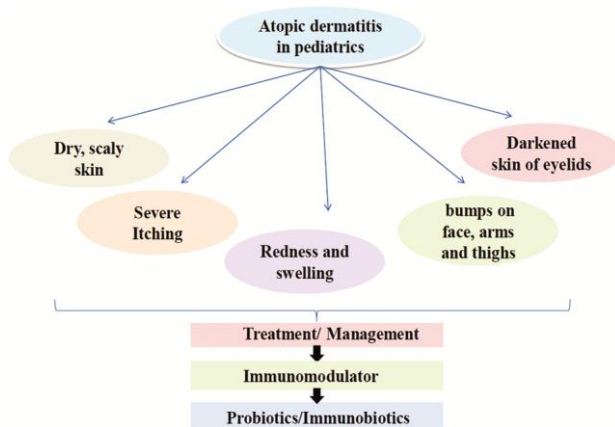 Atopic dermatitis
in pediatrics
Dry, scaly
skin
Severe
Itching
Redness and
swelling
bumps on
face, arms
and thighs
Darkened
skin of eyelids
Treatment/ Management
Immunomodulator
Probiotics/Immunobiotics